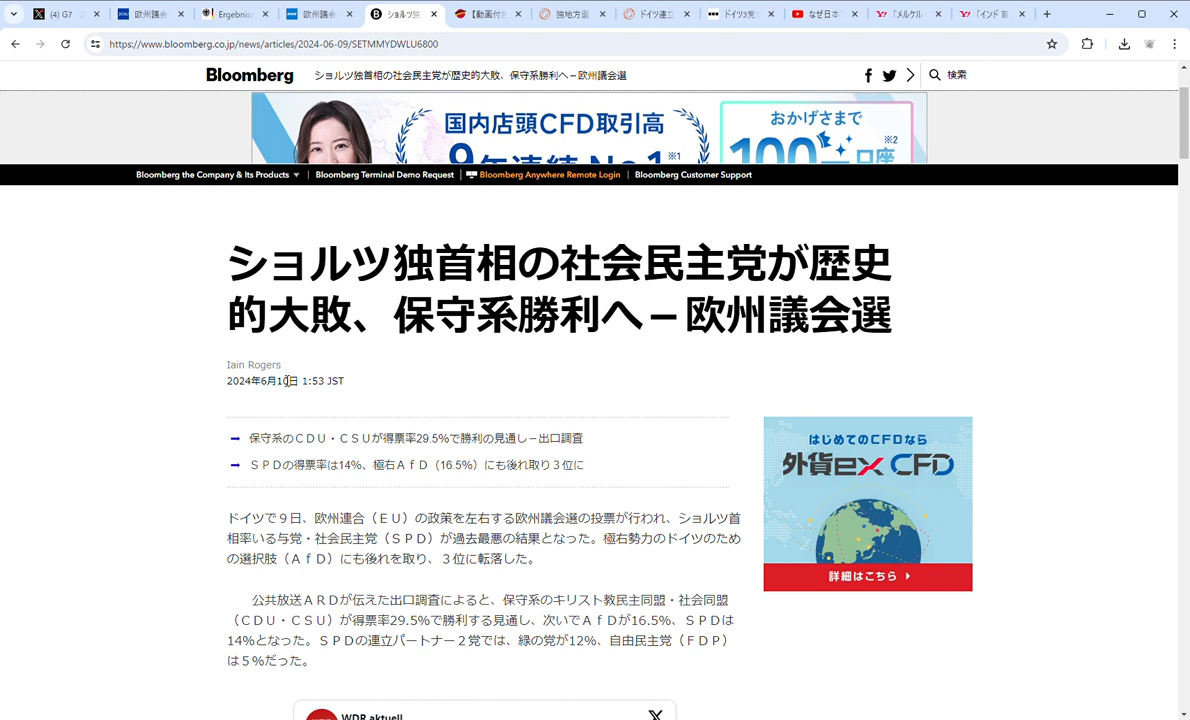 (4) G7
欧州議会
Ergebnis
欧州議会
ショルツ独
【動画付き
独地方選
ドイツ連立
ドイツ3党
なぜ日本
「メルケル
「インド 首
https://www.bloomberg.co.jp/news/articles/2024-06-09/SETMMYDWLU6800
Bloomberg
ショルツ独首相の社会民主党が歴史的大敗、保守系勝利へ－欧州議会選
検索
国内店頭CFD取引高
9年連続 No.1 ※1
おかげさまで
100 口座 ※2
Bloomberg the Company & Its Products
Bloomberg Terminal Demo Request
Bloomberg Anywhere Remote Login
Bloomberg Customer Support
ショルツ独首相の社会民主党が歴史
的大敗、保守系勝利へ－欧州議会選
Iain Rogers
2024年6月10日 1:53 JST
➞ 保守系のＣＤＵ・ＣＳＵが得票率29.5％で勝利の見通し－出口調査
➞ ＳＰＤの得票率は14％、極右ＡｆＤ（16.5％）にも後れ取り３位に
はじめてのCFDなら
外貨ex CFD
詳細はこちら
ドイツで９日、欧州連合（ＥＵ）の政策を左右する欧州議会選の投票が行われ、ショルツ首
相率いる与党・社会民主党（ＳＰＤ）が過去最悪の結果となった。極右勢力のドイツのため
の選択肢（ＡｆＤ）にも後れを取り、３位に転落した。
公共放送ＡＲＤが伝えた出口調査によると、保守系のキリスト教民主同盟・社会同盟
（ＣＤＵ・ＣＳＵ）が得票率29.5％で勝利する見通し、次いでＡｆＤが16.5％、ＳＰＤは
14％となった。ＳＰＤの連立パートナー２党では、緑の党が12％、自由民主党（ＦＤＰ）
は５％だった。
WDR aktuell